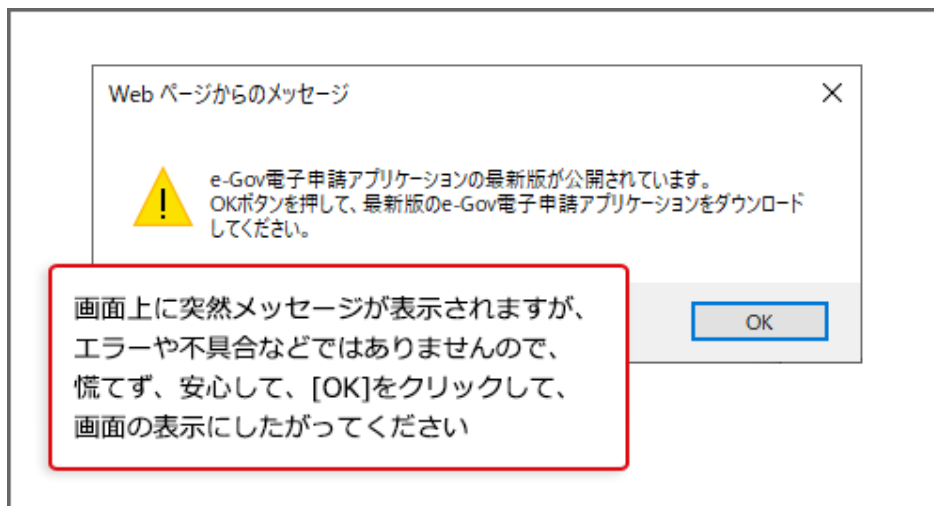 Web ページからのメッセージ
e-Gov電子申請アプリケーションの最新版が公開されています。
OKボタンを押して、最新版のe-Gov電子申請アプリケーションをダウンロード
してください。
画面上に突然メッセージが表示されますが、
エラーや不具合などではありませんので、
慌てず、安心して、[OK]をクリックして、
画面の表示にしたがってください
OK